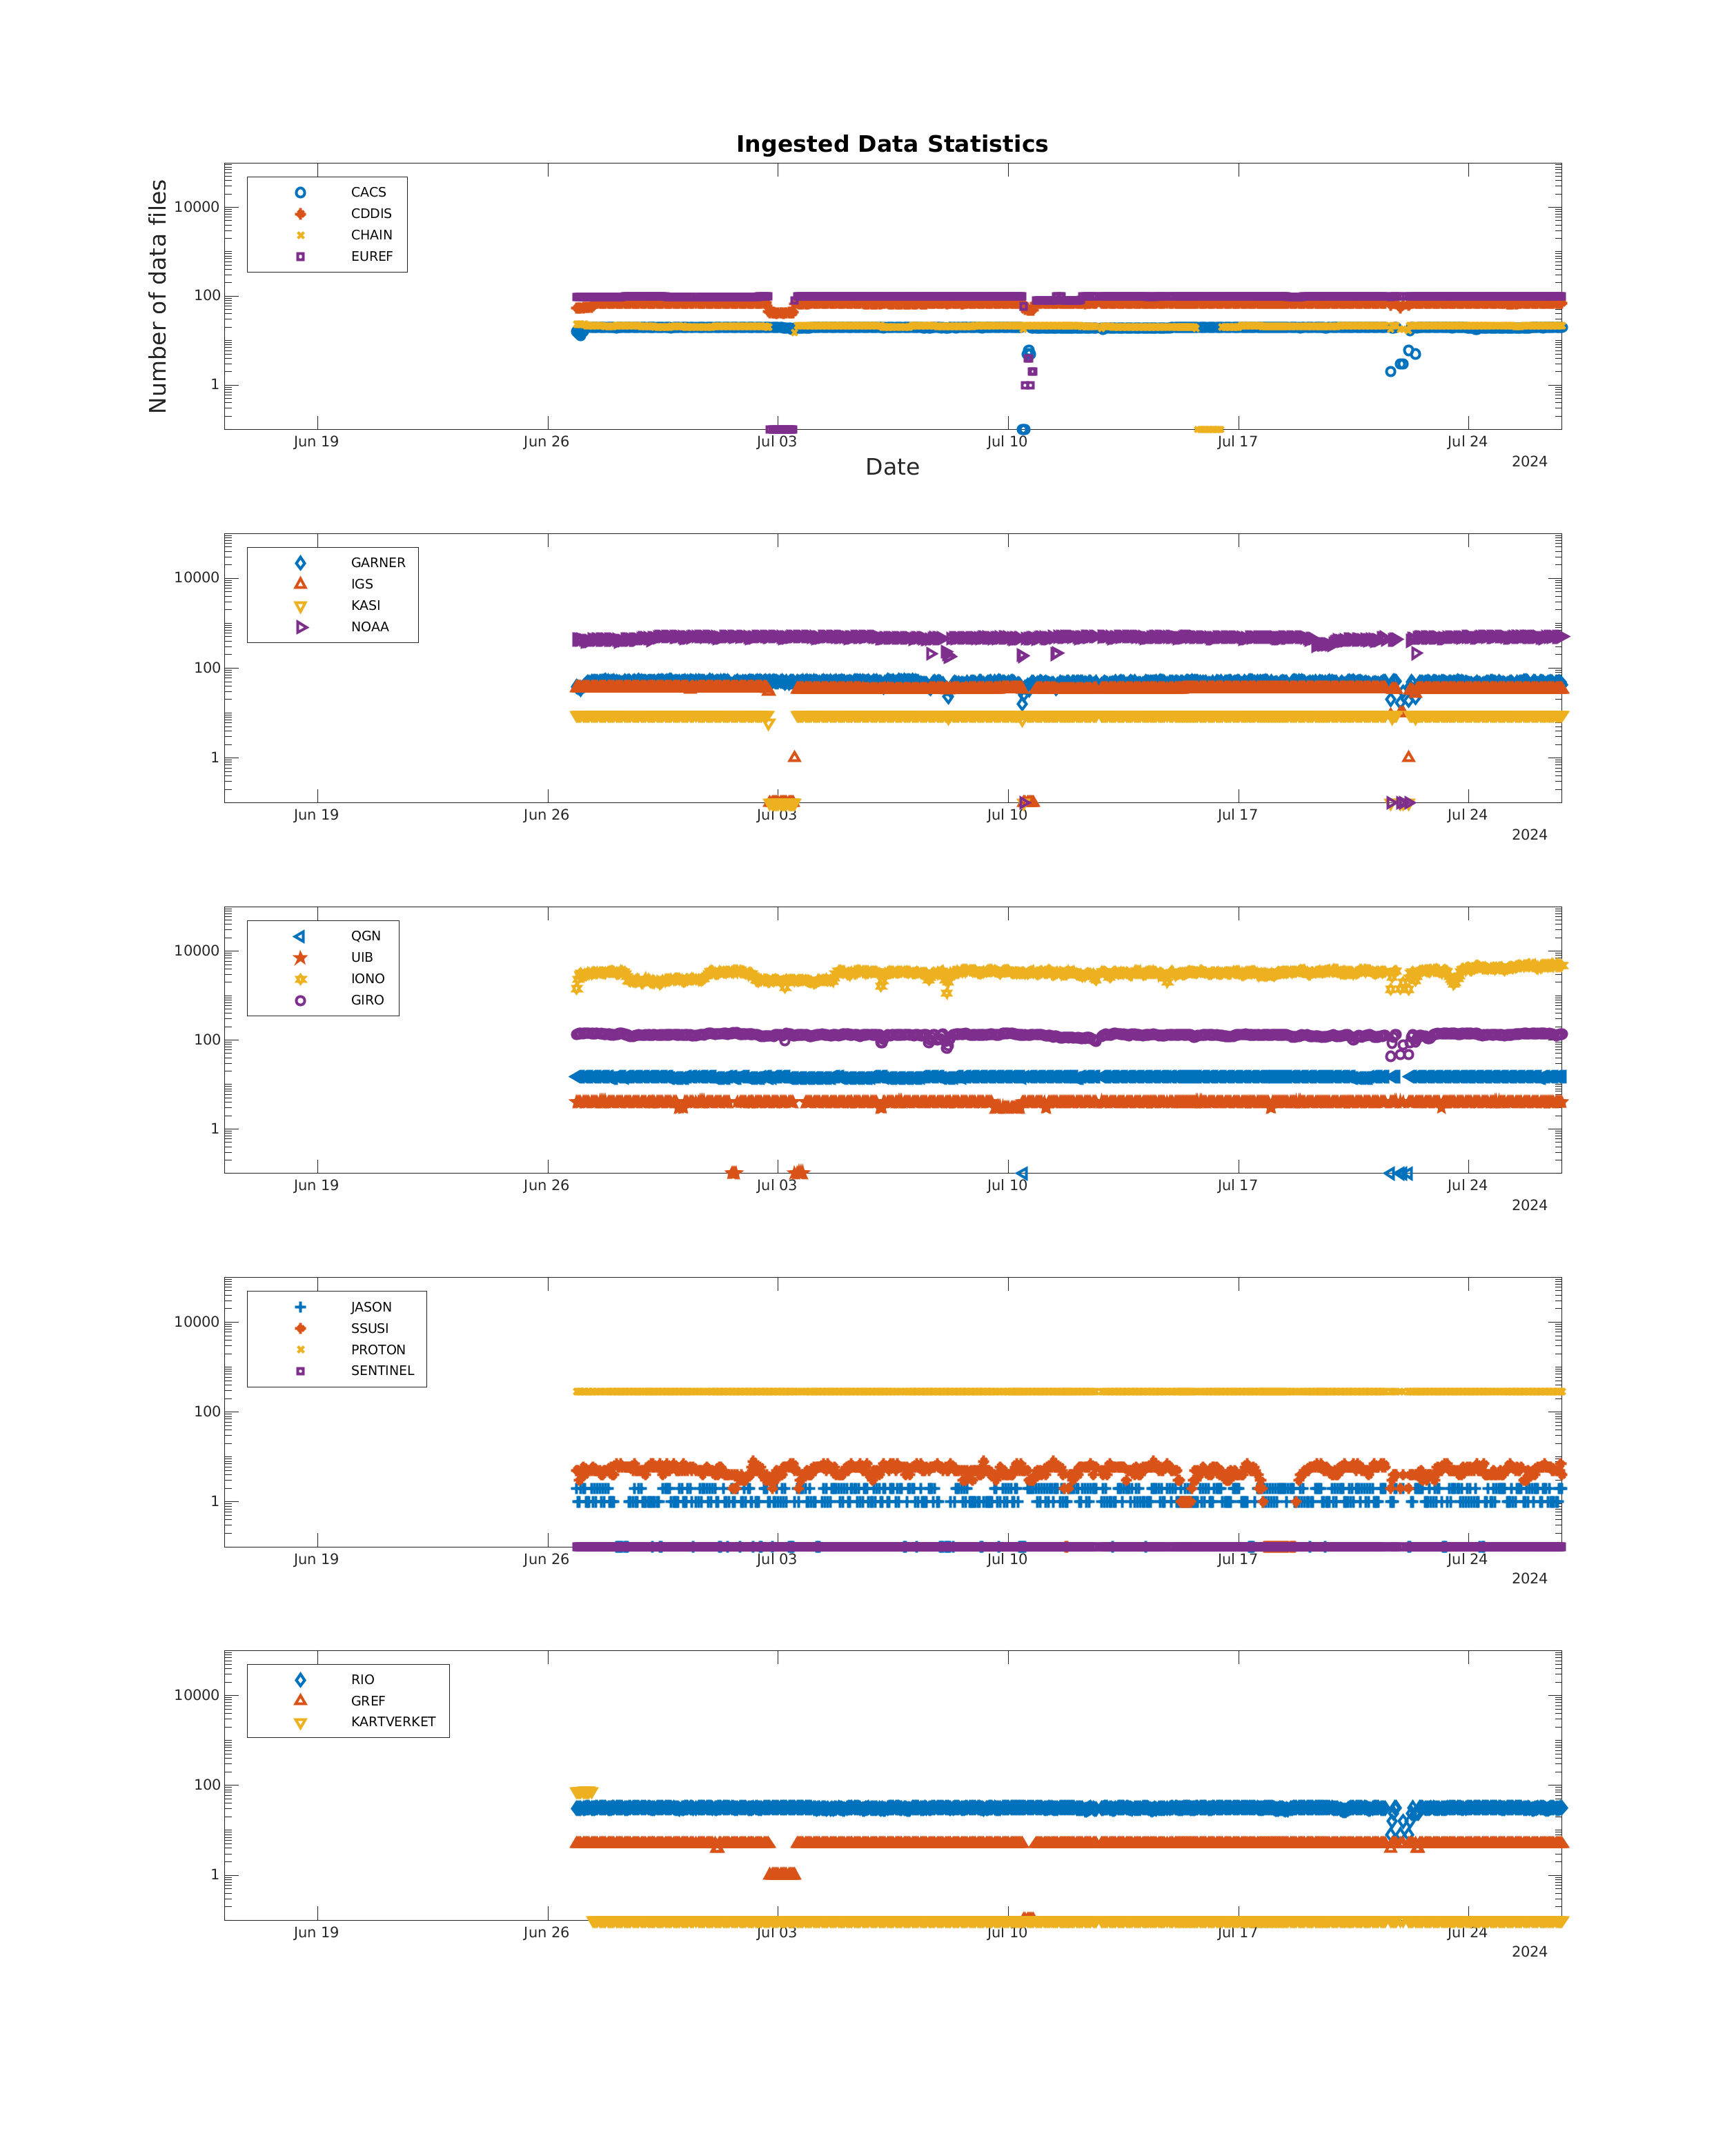 Ingested Data Statistics
Number of data files
CACS
CDDIS
CHAIN
EUREF
10000
100
1
Jun 19 Jun 26 Jul 03 Jul 10 Jul 17 Jul 24
2024
Date
GARNER
IGS
KASI
NOAA
10000
100
1
Jun 19 Jun 26 Jul 03 Jul 10 Jul 17 Jul 24
2024
QGN
UIB
IONO
GIRO
10000
100
1
Jun 19 Jun 26 Jul 03 Jul 10 Jul 17 Jul 24
2024
JASON
SSUSI
PROTON
SENTINEL
10000
100
1
Jun 19 Jun 26 Jul 03 Jul 10 Jul 17 Jul 24
2024
RIO
GREF
KARTVERKET
10000
100
1
Jun 19 Jun 26 Jul 03 Jul 10 Jul 17 Jul 24
2024